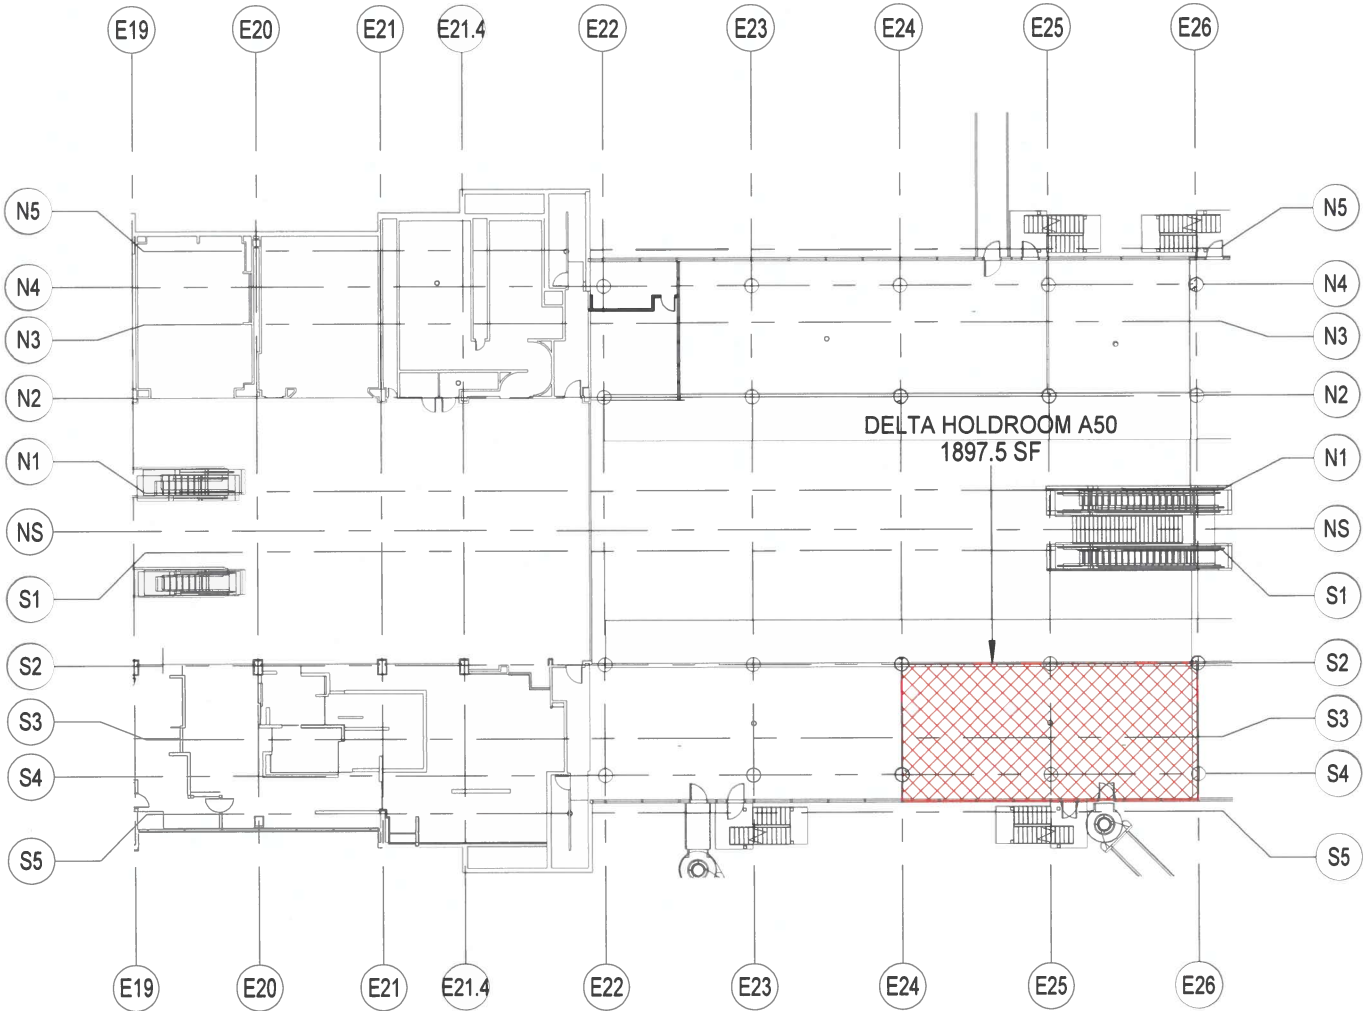 E19 E20 E21 E21.4 E22 E23 E24 E25 E26
N5 N5
N4 N4
N3 N3
N2 N2
DELTA HOLDROOM A50
1897.5 SF
N1 N1
NS NS
S1 S1
S2 S2
S3 S3
S4 S4
S5 S5
E19 E20 E21 E21.4 E22 E23 E24 E25 E26